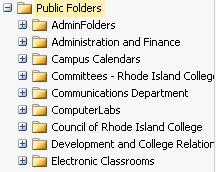 Public Folders
AdminFolders
Administration and Finance
Campus Calendars
Committees - Rhode Island College
Communications Department
ComputerLabs
Council of Rhode Island College
Development and College Relation
Electronic Classrooms